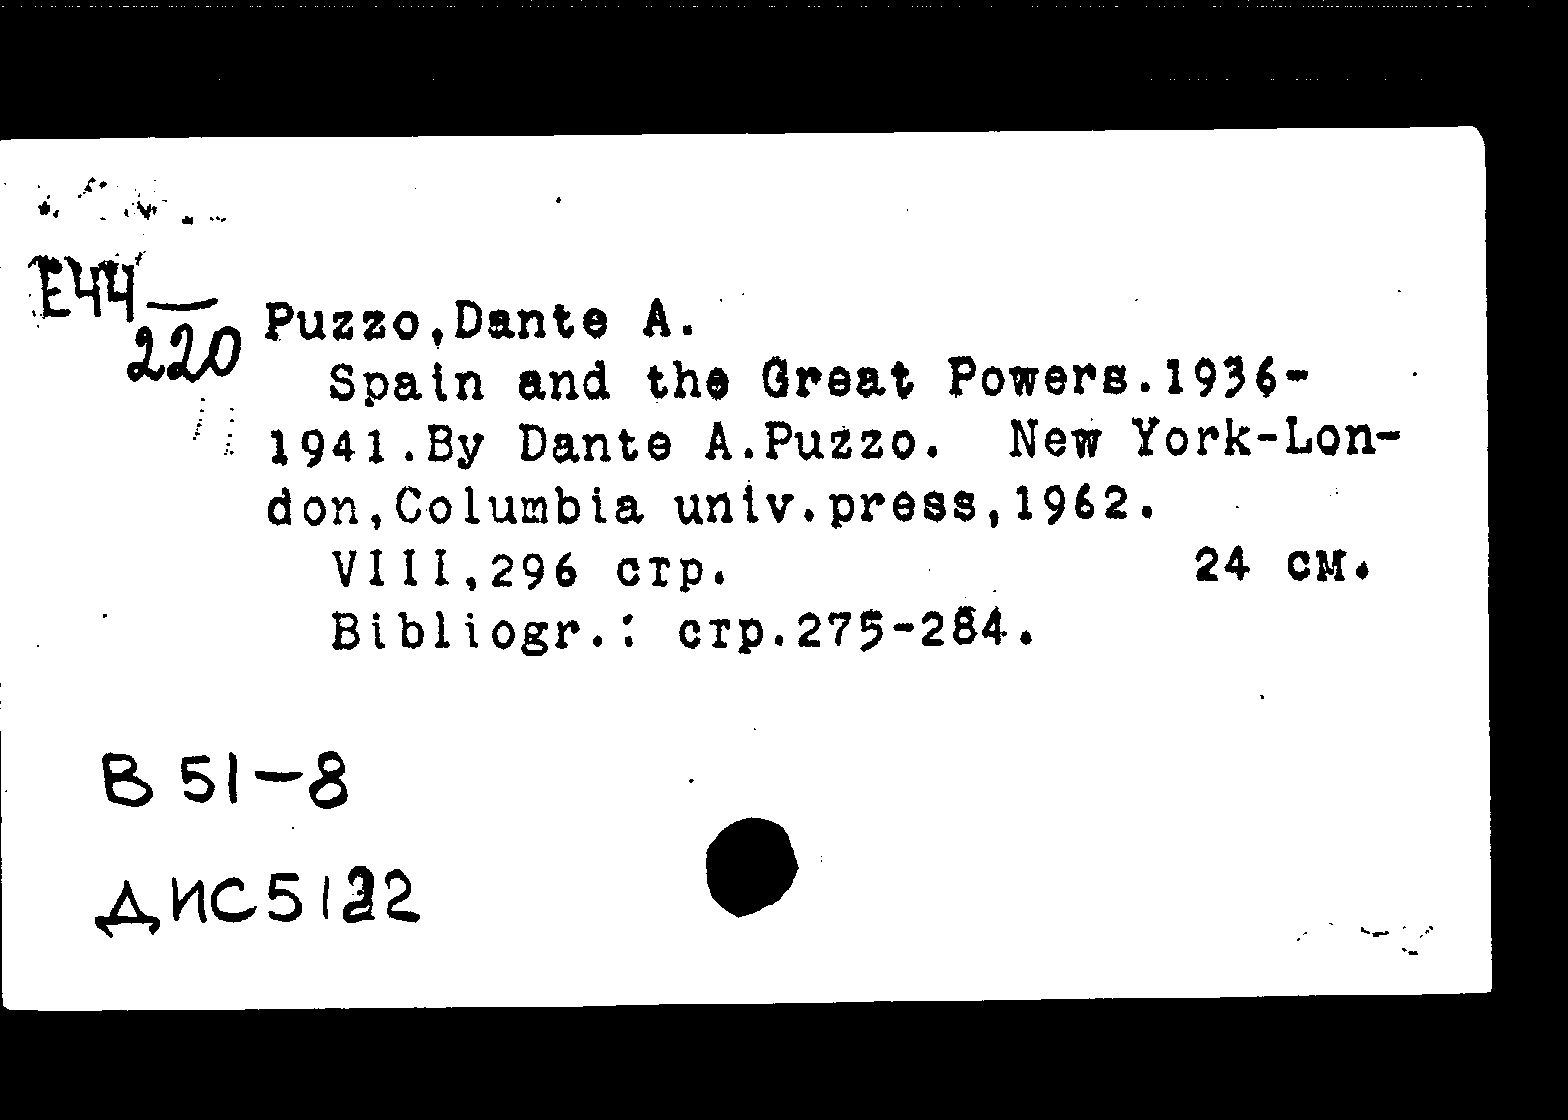 Е44—
220
Puzzo,Dante A.
Spain and the Great Powers.1936-
1941.By Dante A.Puzzo. New York-Lon-
don,Columbia univ.press,1962.
VIII,296 стр. 24 см.
Bibliogr.: стр.275-284.
В 51—8
ДИС5122